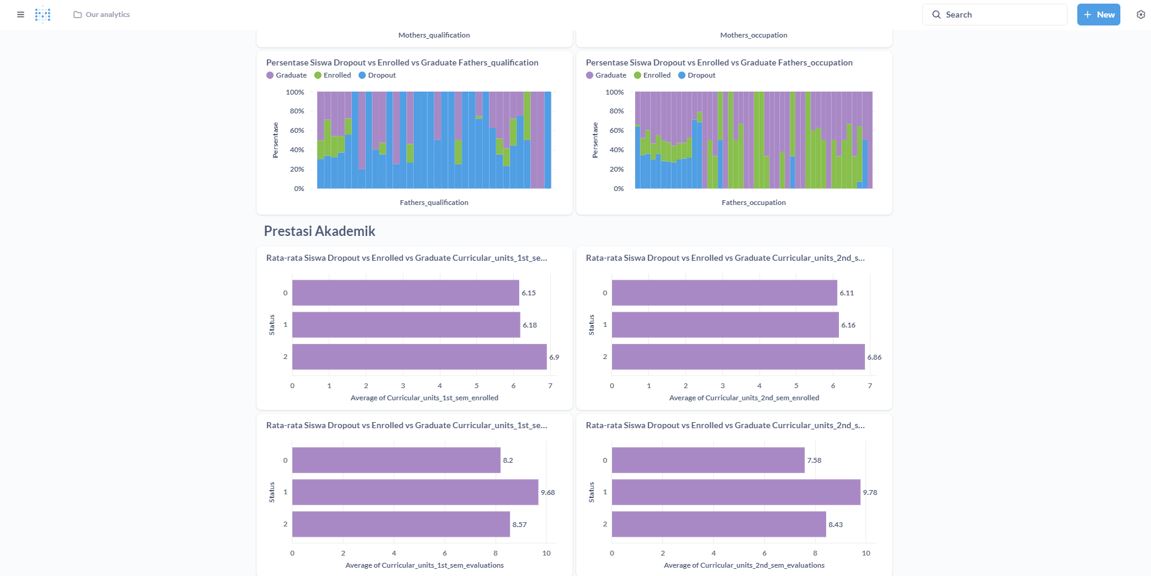 Our analytics
Search
New
Mothers_qualification
Mothers_occupation
Persentase Siswa Dropout vs Enrolled vs Graduate Fathers_qualification
Graduate Enrolled Dropout
100%
80%
60%
40%
20%
0%
Persentase
Fathers_qualification
Persentase Siswa Dropout vs Enrolled vs Graduate Fathers_occupation
Graduate Enrolled Dropout
100%
80%
60%
40%
20%
0%
Persentase
Fathers_occupation
Prestasi Akademik
Rata-rata Siswa Dropout vs Enrolled vs Graduate Curricular_units_1st_se...
Status
0 6.15
1 6.18
2 6.9
0 1 2 3 4 5 6 7
Average of Curricular_units_1st_sem_enrolled
Rata-rata Siswa Dropout vs Enrolled vs Graduate Curricular_units_2nd_s...
Status
0 6.11
1 6.16
2 6.86
0 1 2 3 4 5 6 7
Average of Curricular_units_2nd_sem_enrolled
Rata-rata Siswa Dropout vs Enrolled vs Graduate Curricular_units_1st_se...
Status
0 8.2
1 9.68
2 8.57
0 2 4 6 8 10
Average of Curricular_units_1st_sem_evaluations
Rata-rata Siswa Dropout vs Enrolled vs Graduate Curricular_units_2nd_s...
Status
0 7.58
1 9.78
2 8.43
0 2 4 6 8 10
Average of Curricular_units_2nd_sem_evaluations